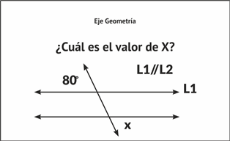 Eje Geometría
¿Cuál es el valor de X?
L1//L2
80°
L1
x